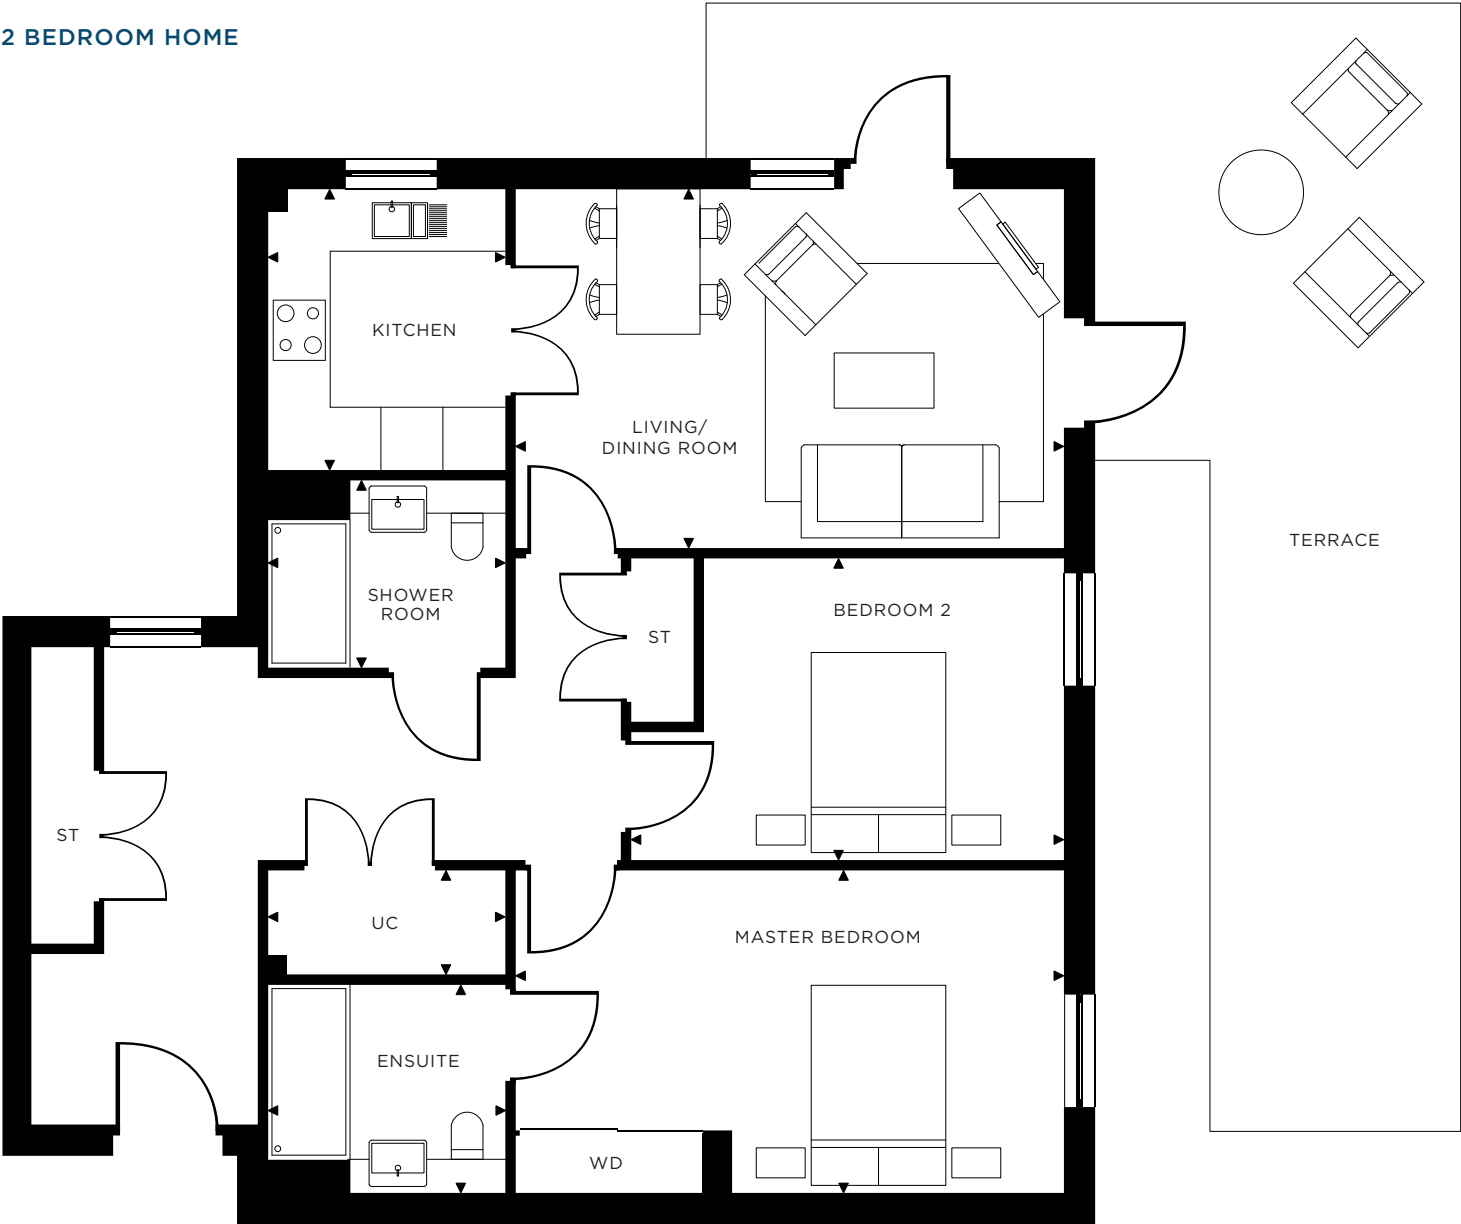 2 BEDROOM HOME
KITCHEN
LIVING/
DINING ROOM
TERRACE
SHOWER
ROOM
ST
BEDROOM 2
ST
UC
MASTER BEDROOM
ENSUITE
WD